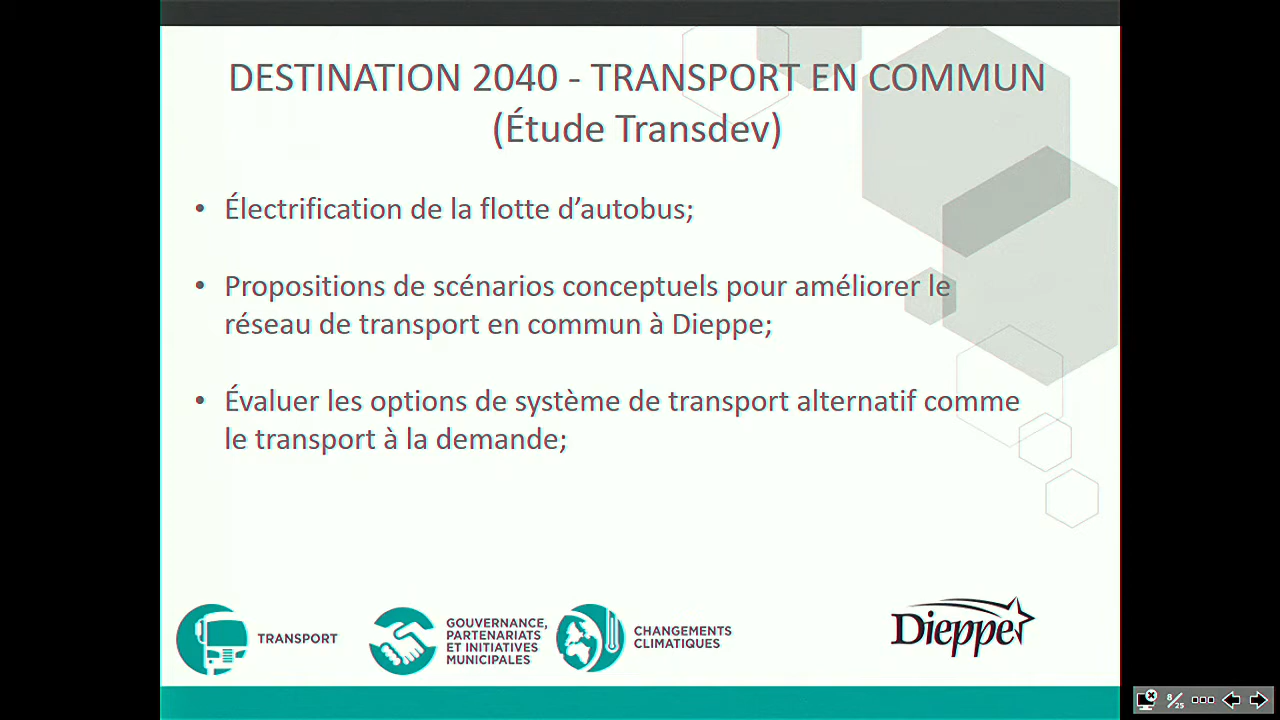 DESTINATION 2040 - TRANSPORT EN COMMUN
(Étude Transdev)
• Électrification de la flotte d’autobus;
• Propositions de scénarios conceptuels pour améliorer le
réseau de transport en commun à Dieppe;
• Évaluer les options de système de transport alternatif comme
le transport à la demande;
TRANSPORT
GOUVERNANCE,
PARTENARIATS
ET INITIATIVES
MUNICIPALES
CHANGEMENTS
CLIMATIQUES
Dieppe
8/25